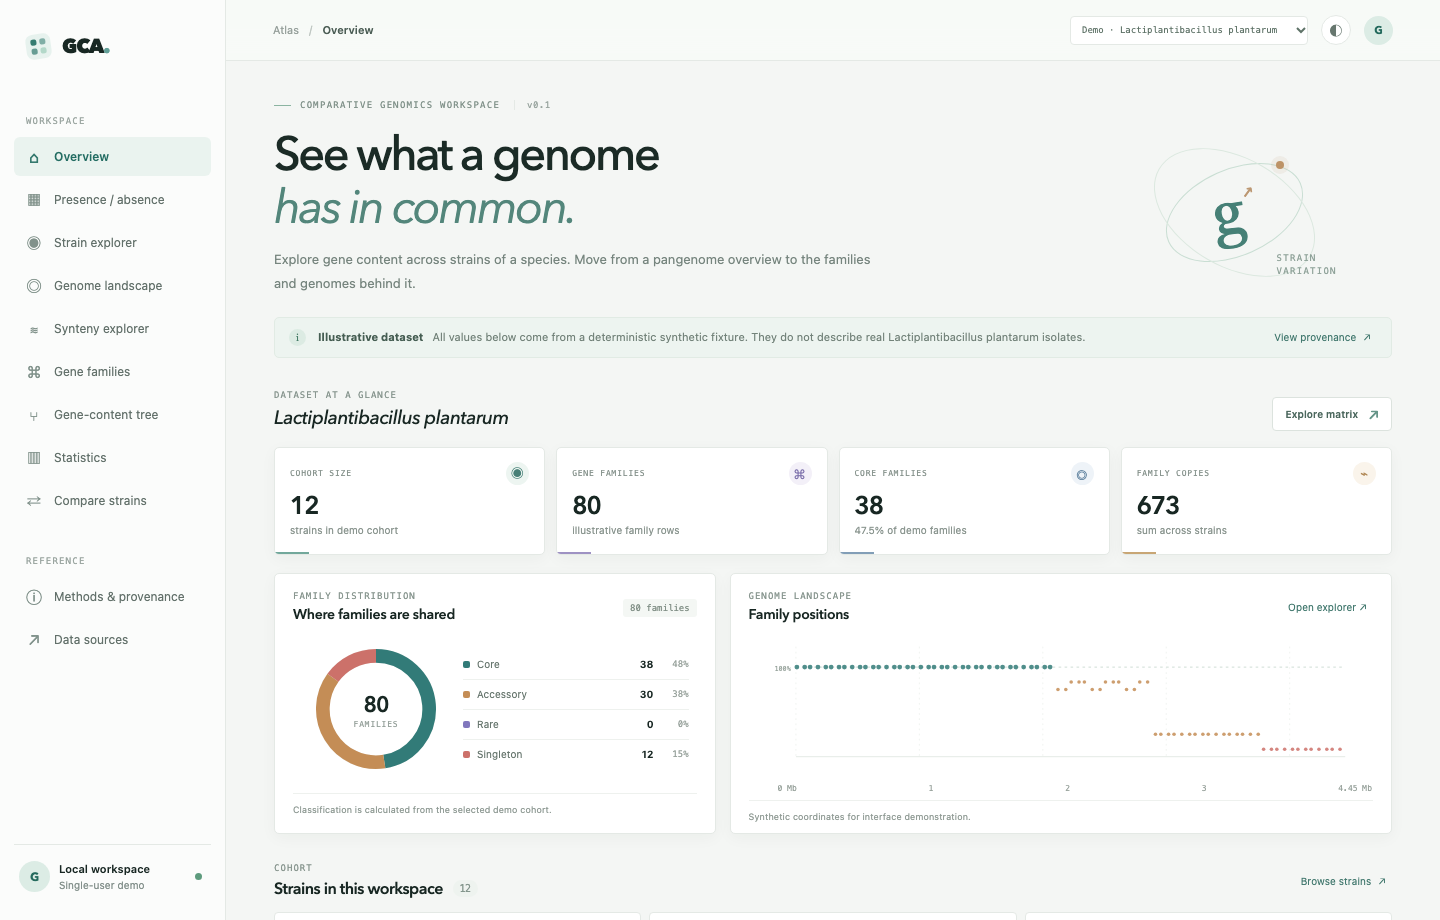 GCA.
WORKSPACE
Overview
Presence / absence
Strain explorer
Genome landscape
Synteny explorer
Gene families
Gene-content tree
Statistics
Compare strains
REFERENCE
Methods & provenance
Data sources
G
Local workspace
Single-user demo
Atlas / Overview
Demo · Lactiplantibacillus plantarum
G
COMPARATIVE GENOMICS WORKSPACE
v0.1
See what a genome
has in common.
Explore gene content across strains of a species. Move from a pangenome overview to the families
and genomes behind it.
g
STRAIN
VARIATION
i
Illustrative dataset All values below come from a deterministic synthetic fixture. They do not describe real Lactiplantibacillus plantarum isolates.
View provenance ↗
DATASET AT A GLANCE
Lactiplantibacillus plantarum
Explore matrix ↗
COHORT SIZE
12
strains in demo cohort
GENE FAMILIES
80
illustrative family rows
CORE FAMILIES
38
47.5% of demo families
FAMILY COPIES
673
sum across strains
FAMILY DISTRIBUTION
Where families are shared
80 families
80
FAMILIES
Core 38 48%
Accessory 30 38%
Rare 0 0%
Singleton 12 15%
Classification is calculated from the selected demo cohort.
GENOME LANDSCAPE
Family positions
Open explorer ↗
100%
0 Mb 1 2 3 4.45 Mb
Synthetic coordinates for interface demonstration.
COHORT
Strains in this workspace 12
Browse strains ↗